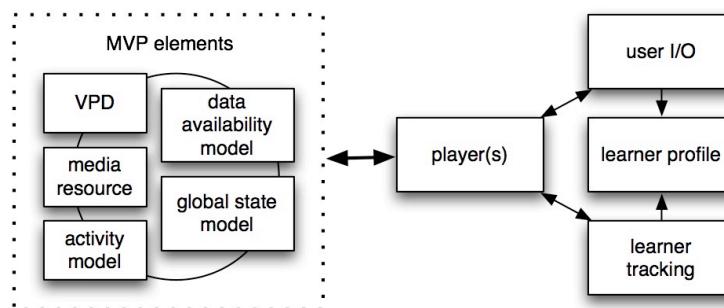 MVP elements
VPD
media
resource
activity
model
data
availability
model
global state
model
player(s)
user I/O
learner profile
learner
tracking